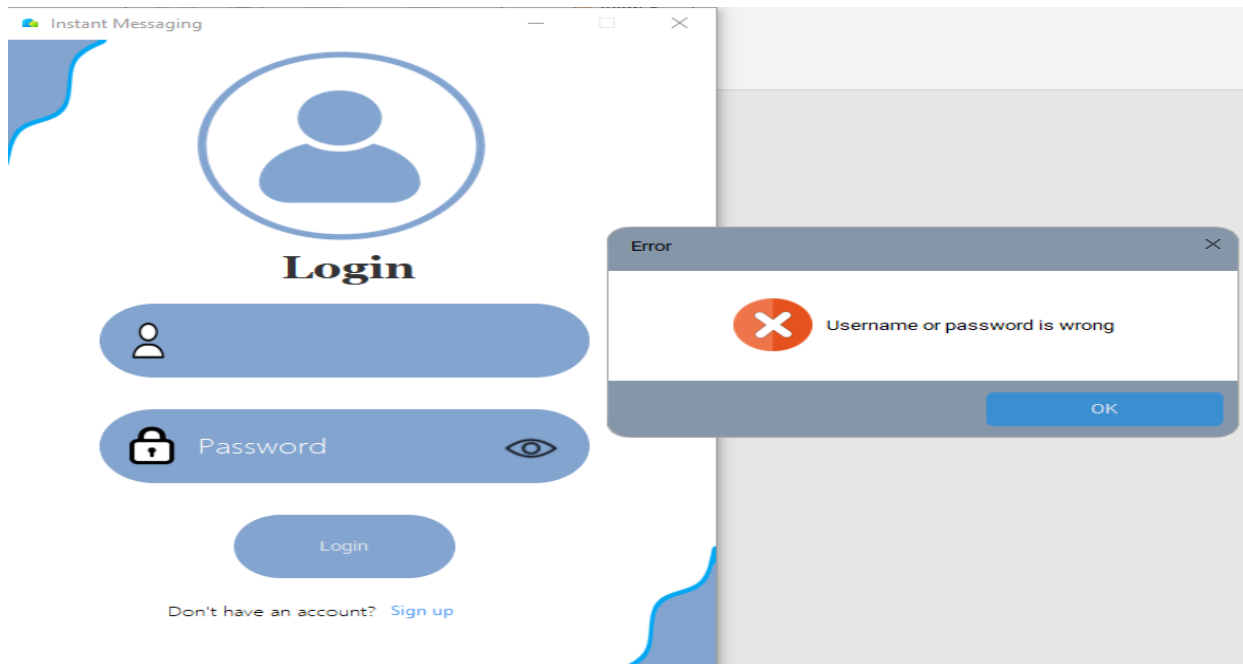 Instant Messaging
Login
Password
Login
Don't have an account? Sign up
Error
Username or password is wrong
OK